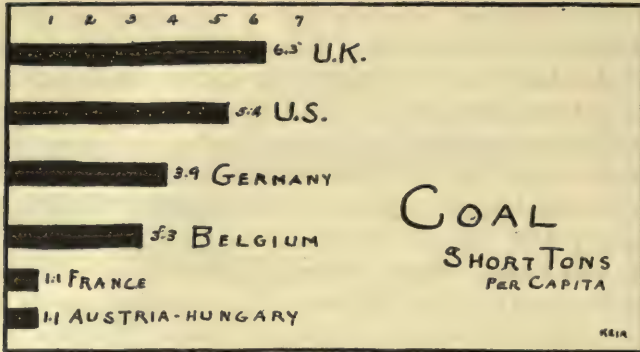 1 2 3 4 5 6 7
6.5 U.K.
5.4 U.S.
3.9 GERMANY
3.3 BELGIUM
1.1 FRANCE
1.1 AUSTRIA-HUNGARY
COAL
SHORT TONS
PER CAPITA
KEIR